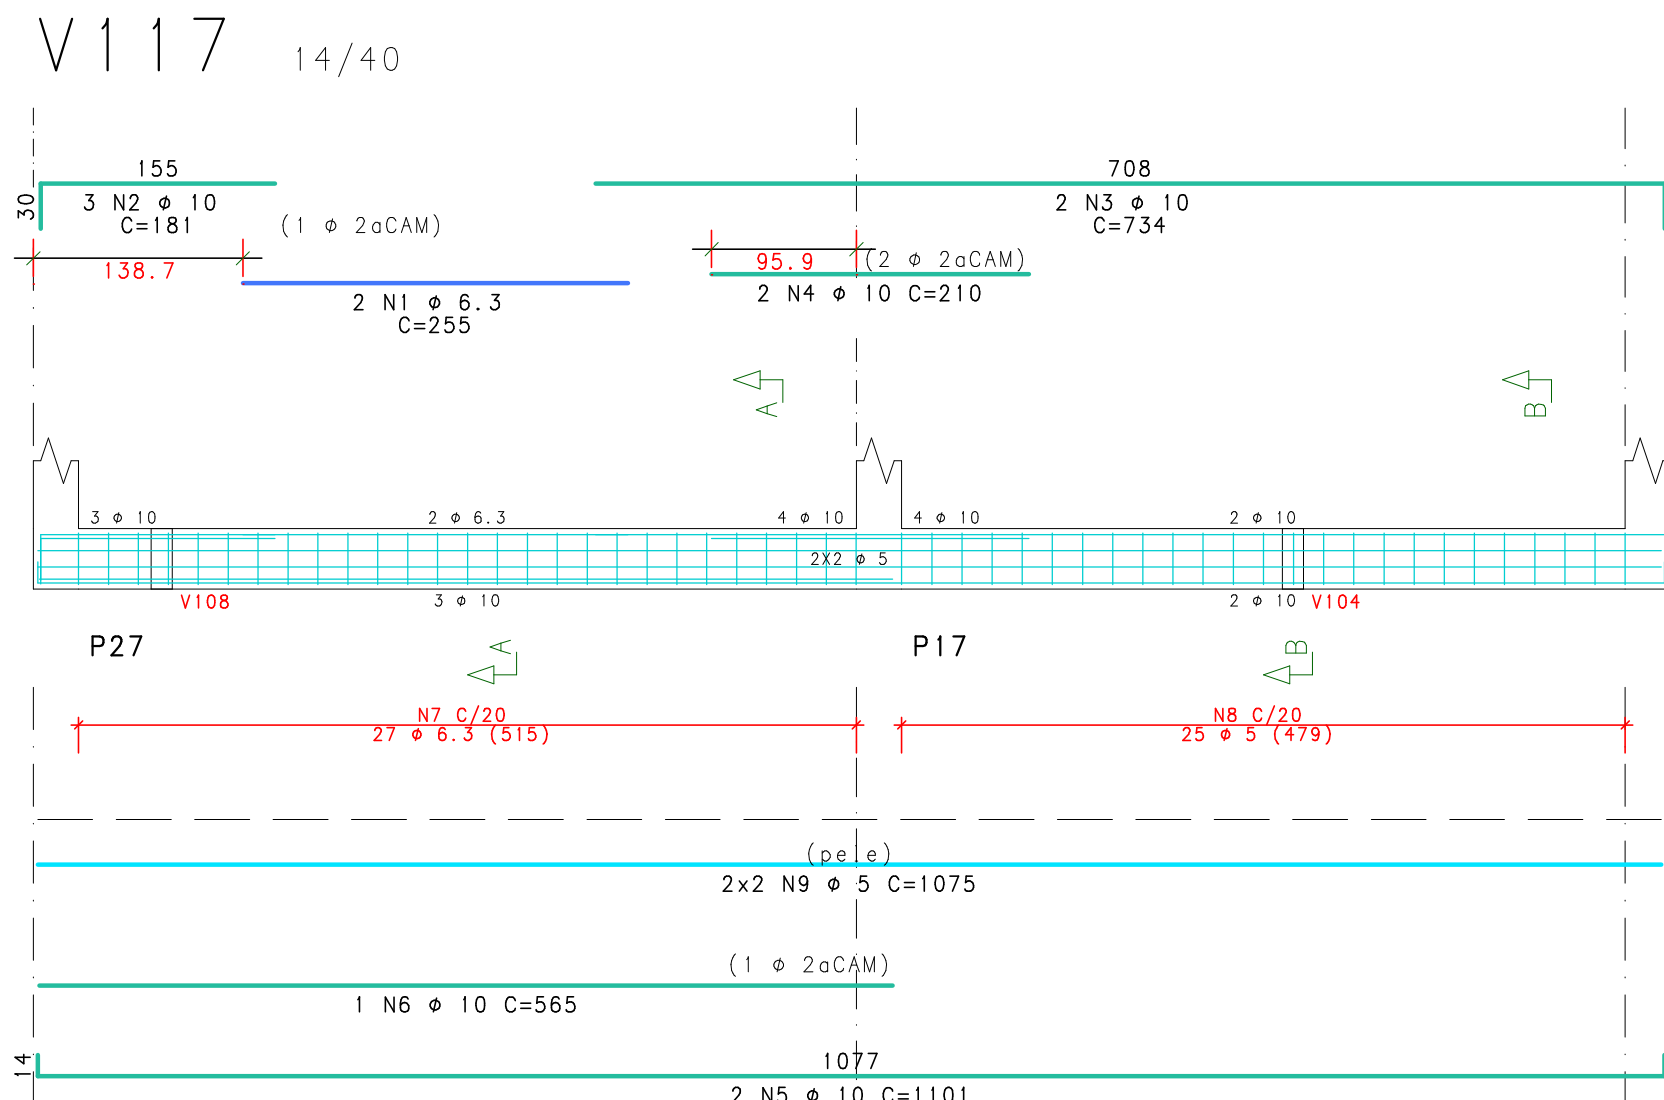 V117 14/40
155
708
30
3 N2 φ 10
C=181
(1 φ 2aCAM)
2 N3 φ 10
C=734
138.7
95.9
(2 φ 2aCAM)
2 N1 φ 6.3
C=255
2 N4 φ 10 C=210
A
B
3 φ 10
2 φ 6.3
4 φ 10
4 φ 10
2 φ 10
2X2 φ 5
V108
3 φ 10
2 φ 10
V104
P27
A
P17
B
N7 C/20
27 φ 6.3 (515)
N8 C/20
25 φ 5 (479)
(pele)
2x2 N9 φ 5 C=1075
(1 φ 2aCAM)
1 N6 φ 10 C=565
14
1077
2 N5 φ 10 C=1101